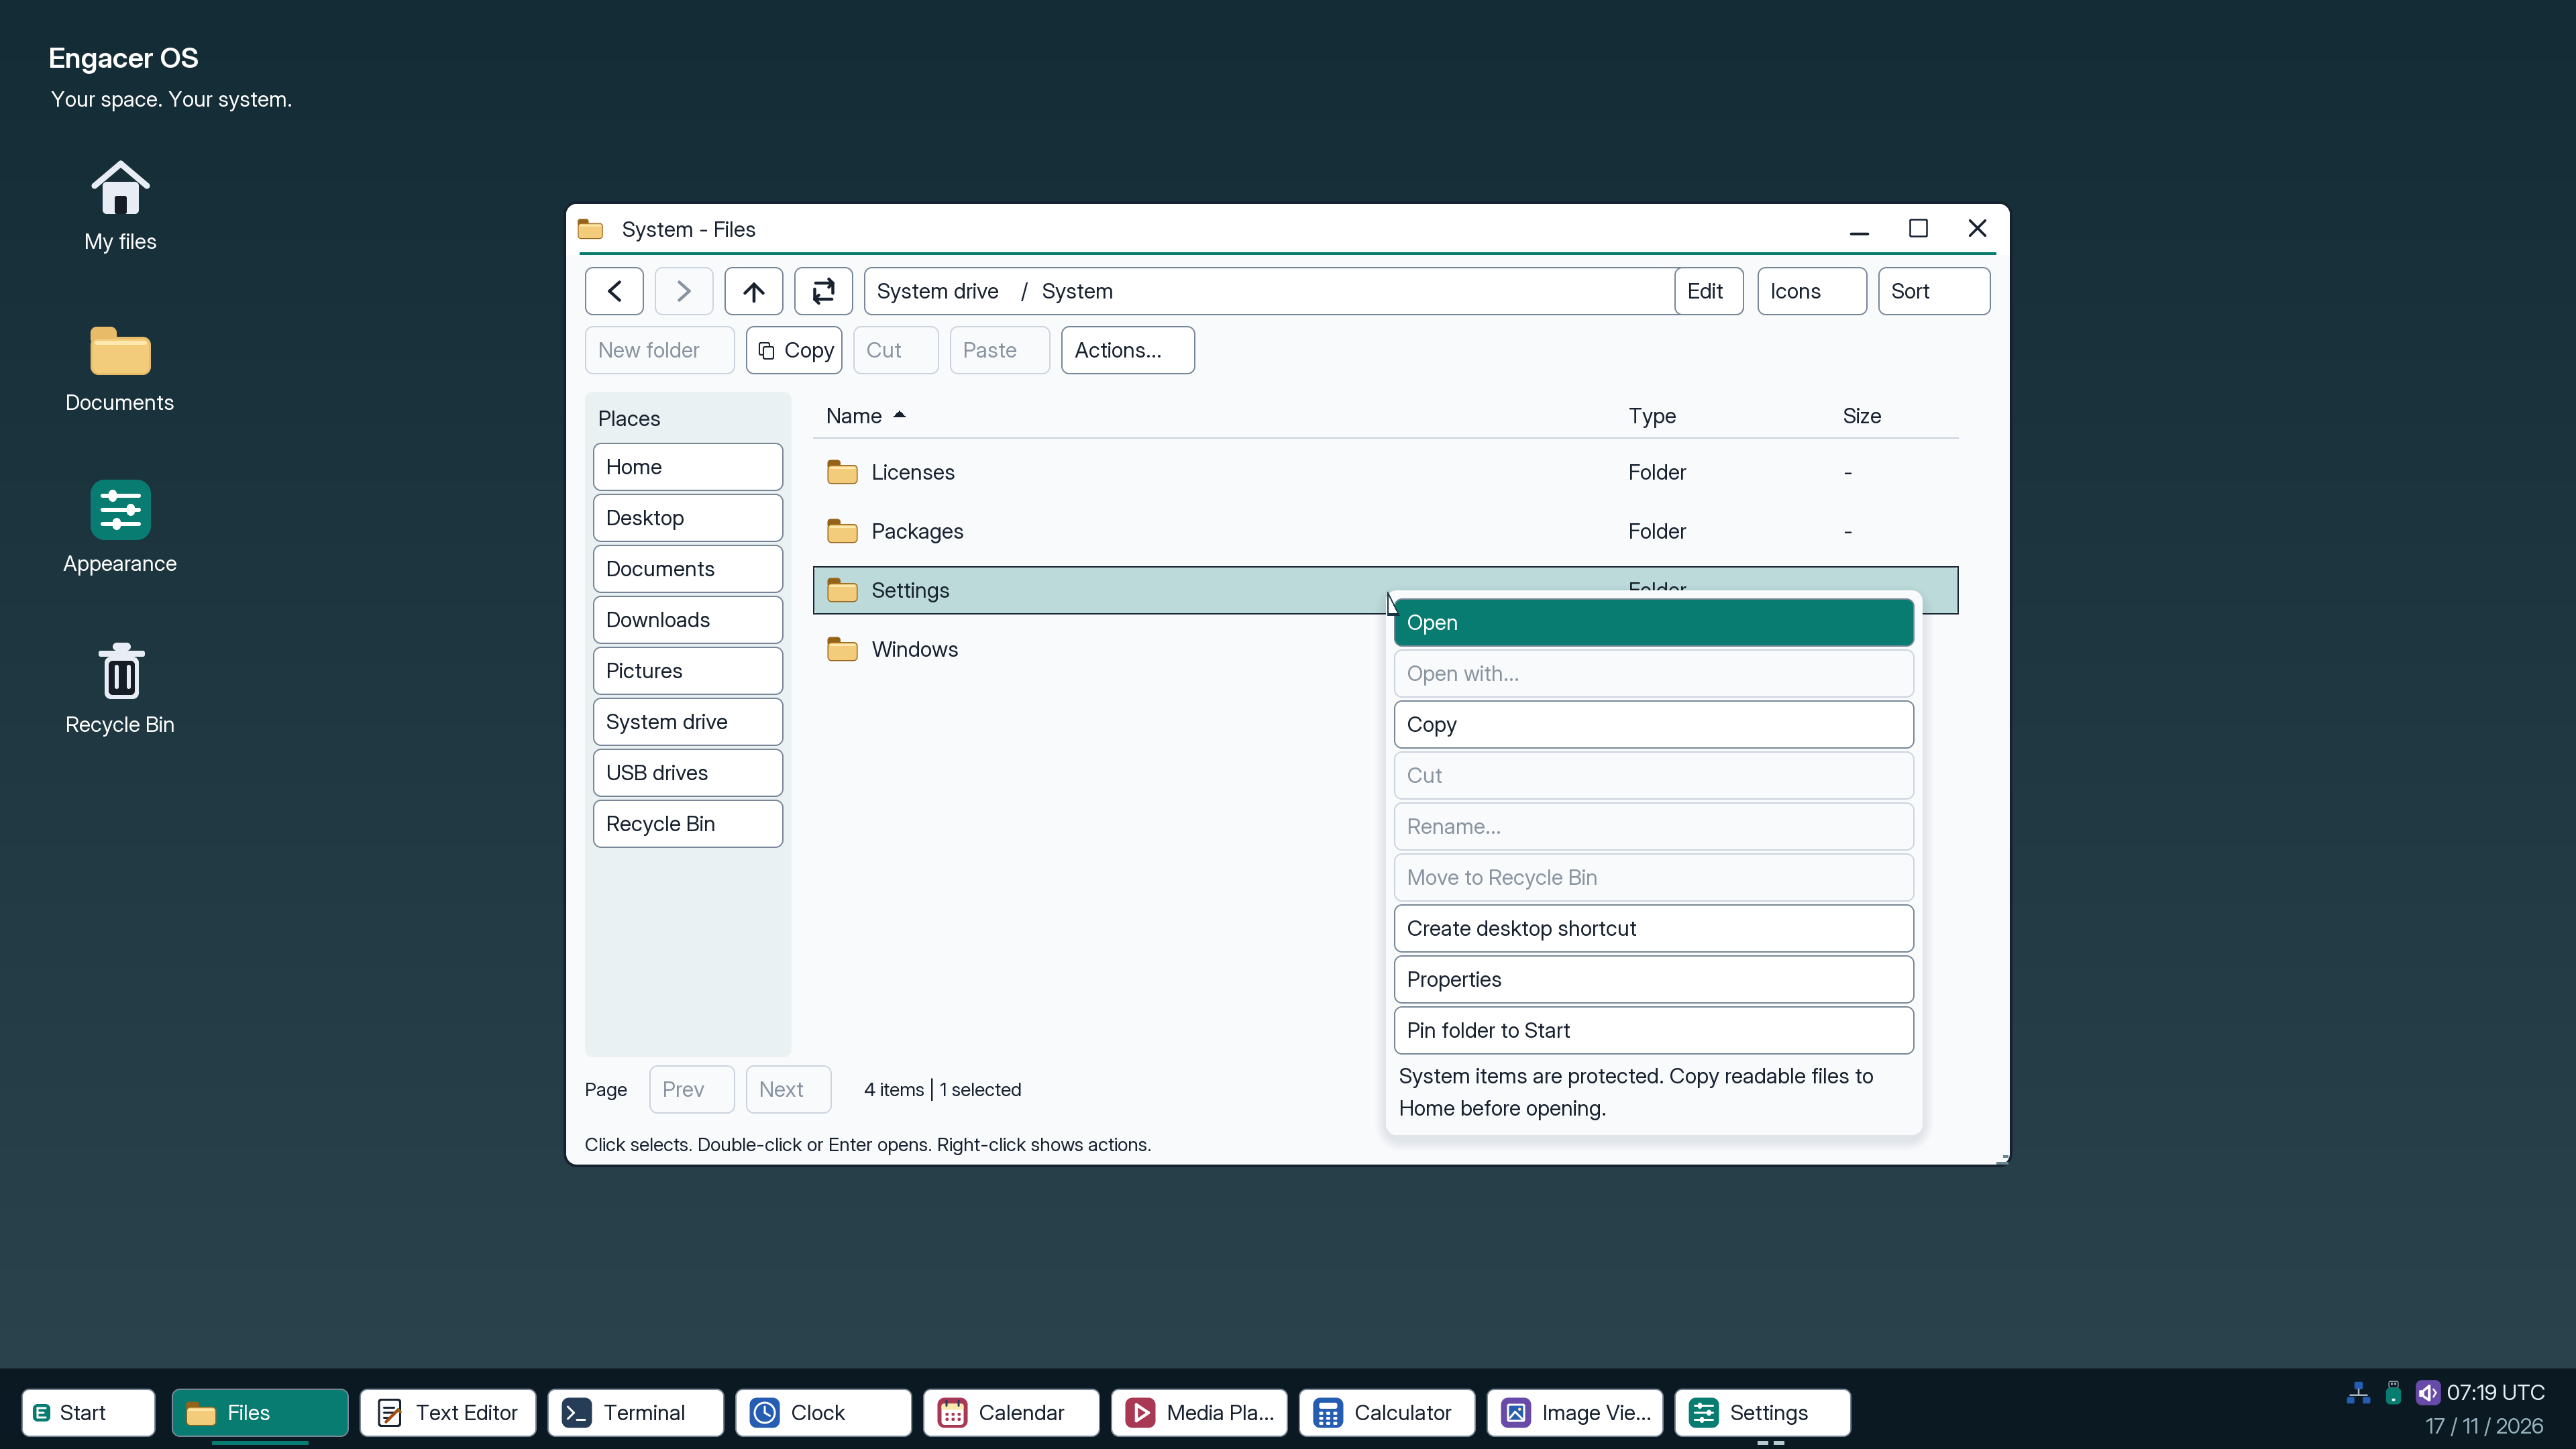 Engacer OS
Your space. Your system.
My files
Documents
Appearance
Recycle Bin
System - Files
System drive / System
Edit
Icons
Sort
New folder
Copy
Cut
Paste
Actions...
Places
Home
Desktop
Documents
Downloads
Pictures
System drive
USB drives
Recycle Bin
Name Type Size
Licenses Folder -
Packages Folder -
Settings Folder
Windows
Open
Open with...
Copy
Cut
Rename...
Move to Recycle Bin
Create desktop shortcut
Properties
Pin folder to Start
System items are protected. Copy readable files to
Home before opening.
Page Prev Next 4 items | 1 selected
Click selects. Double-click or Enter opens. Right-click shows actions.
Start
Files
Text Editor
Terminal
Clock
Calendar
Media Pla...
Calculator
Image Vie...
Settings
07:19 UTC
17 / 11 / 2026